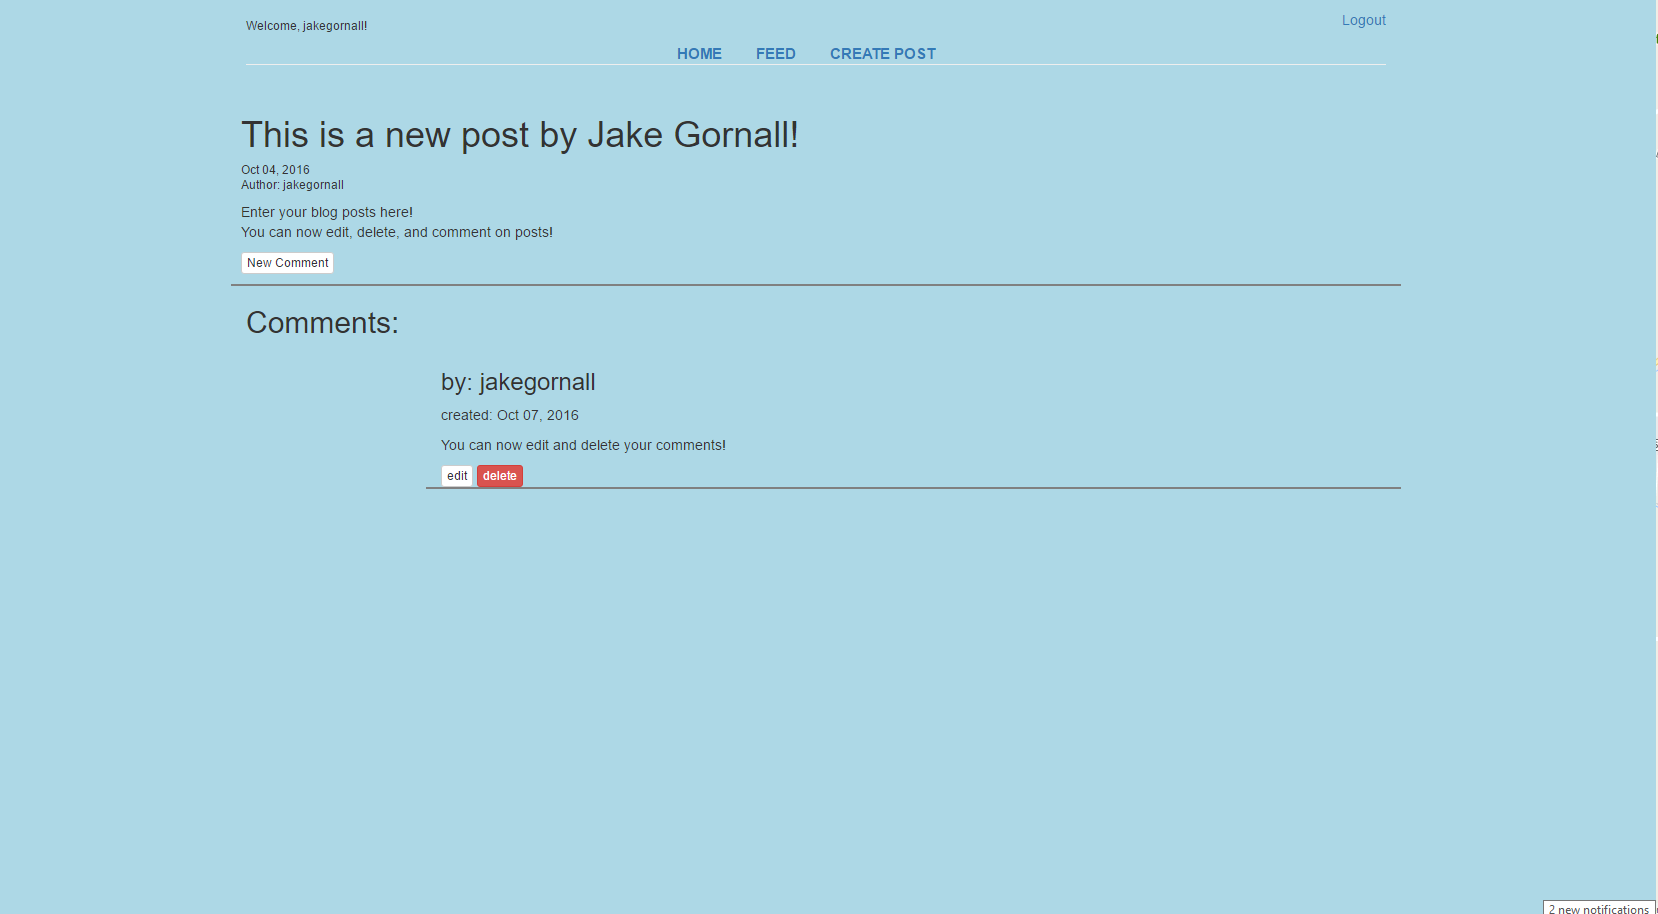 Welcome, jakegornall!
Logout
HOME FEED CREATE POST
This is a new post by Jake Gornall!
Oct 04, 2016
Author: jakegornall
Enter your blog posts here!
You can now edit, delete, and comment on posts!
New Comment
Comments:
by: jakegornall
created: Oct 07, 2016
You can now edit and delete your comments!
edit delete
2 new notifications